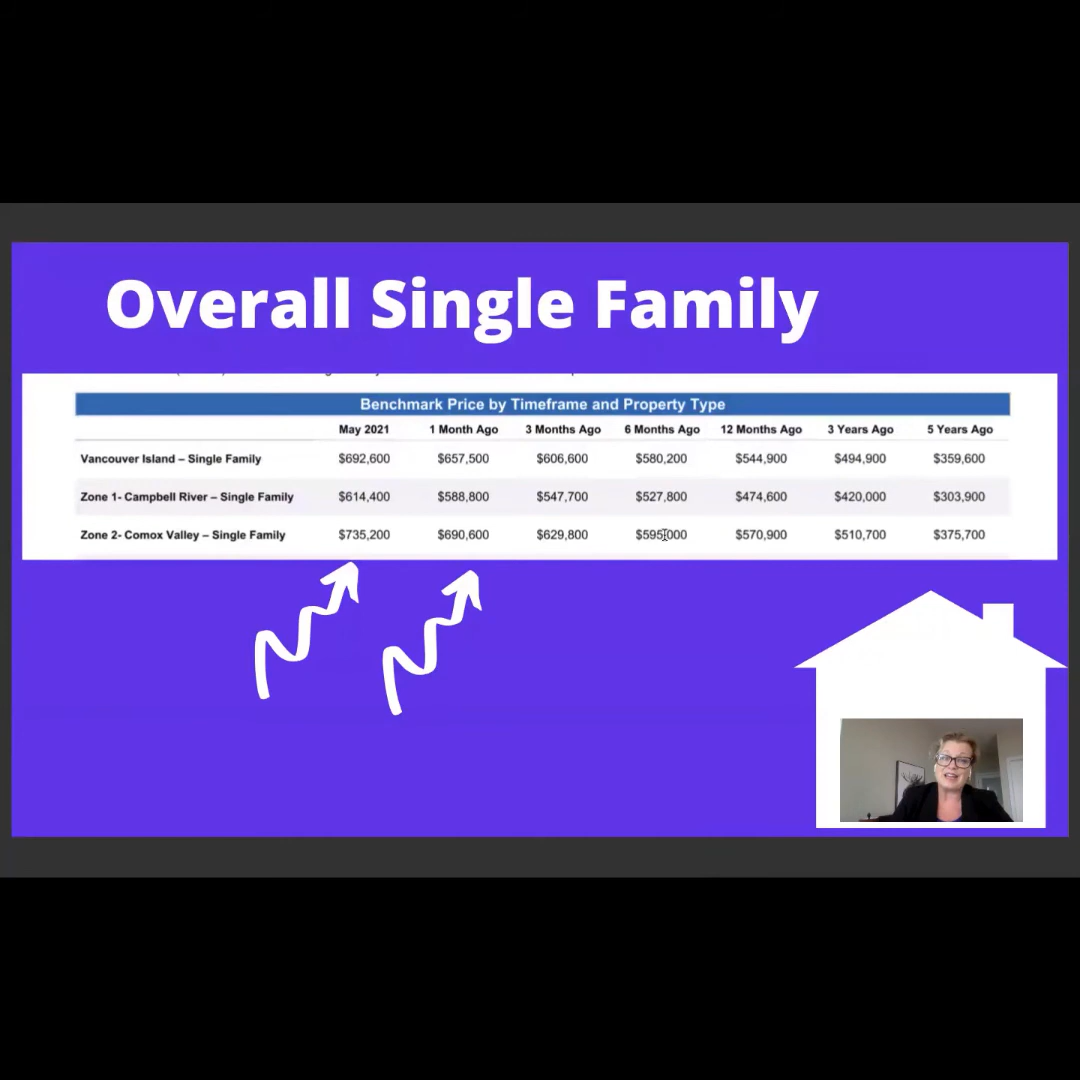 Overall Single Family
Benchmark Price by Timeframe and Property Type
May 2021 1 Month Ago 3 Months Ago 6 Months Ago 12 Months Ago 3 Years Ago 5 Years Ago
Vancouver Island – Single Family $692,600 $657,500 $606,600 $580,200 $544,900 $494,900 $359,600
Zone 1- Campbell River – Single Family $614,400 $588,800 $547,700 $527,800 $474,600 $420,000 $303,900
Zone 2- Comox Valley – Single Family $735,200 $690,600 $629,800 $595,000 $570,900 $510,700 $375,700